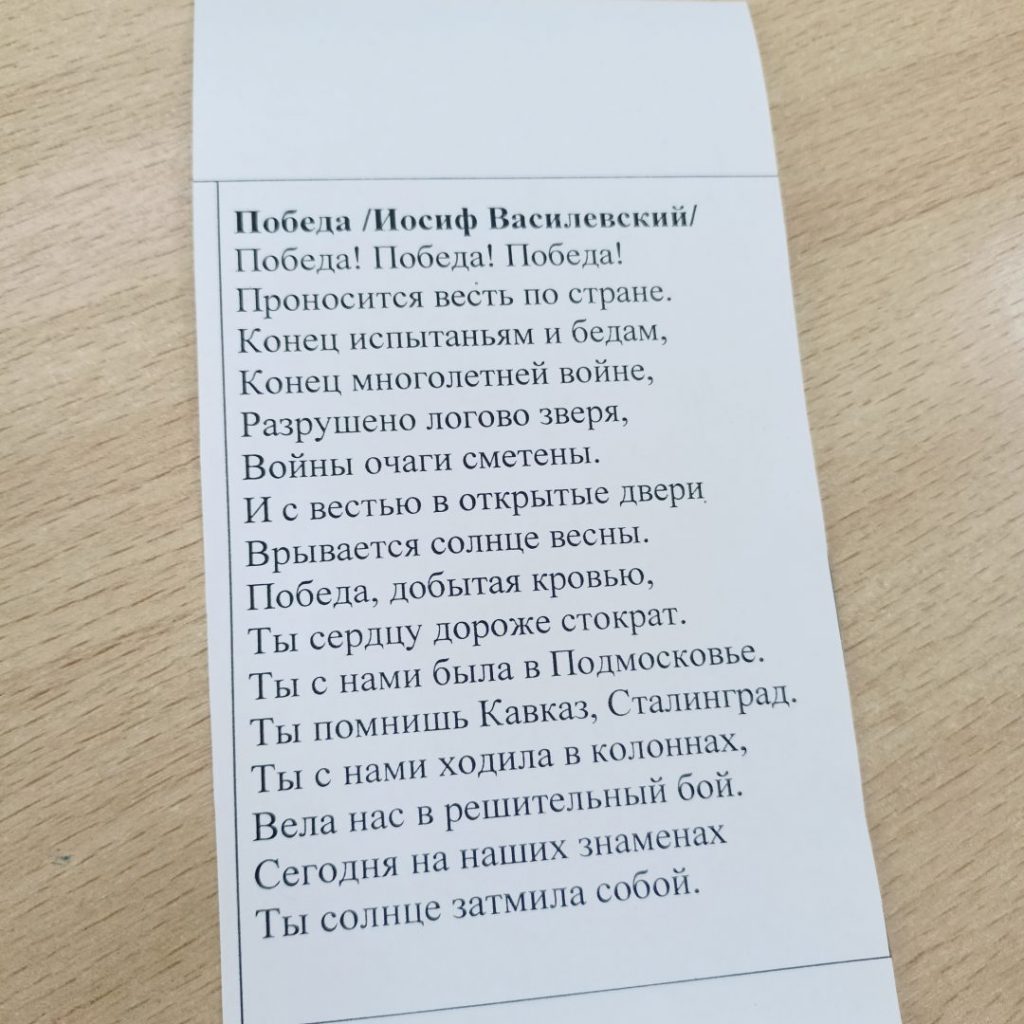 Победа /Иосиф Василевский/
Победа! Победа! Победа!
Проносится весть по стране.
Конец испытаньям и бедам,
Конец многолетней войне,
Разрушено логово зверя,
Войны очаги сметены.
И с вестью в открытые двери
Врывается солнце весны.
Победа, добытая кровью,
Ты сердцу дороже стократ.
Ты с нами была в Подмосковье.
Ты помнишь Кавказ, Сталинград.
Ты с нами ходила в колоннах,
Вела нас в решительный бой.
Сегодня на наших знаменах
Ты солнце затмила собой.